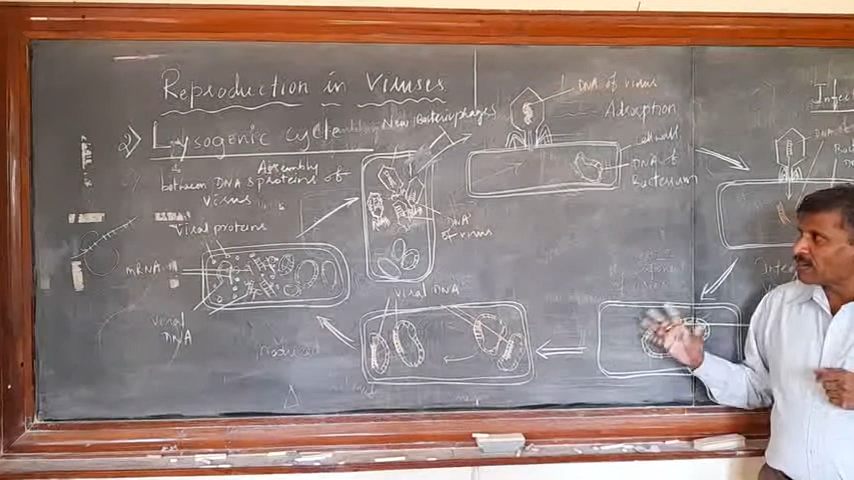 Reproduction in Viruses
2) Lysogenic cycle
New Bacteriophages
DNA of virus
Adsorption
cell wall
DNA of
Bacterium
Assembly
between DNA & proteins of
Virus
Viral proteins
mRNA
Viral
DNA
DNA
of virus
Viral DNA